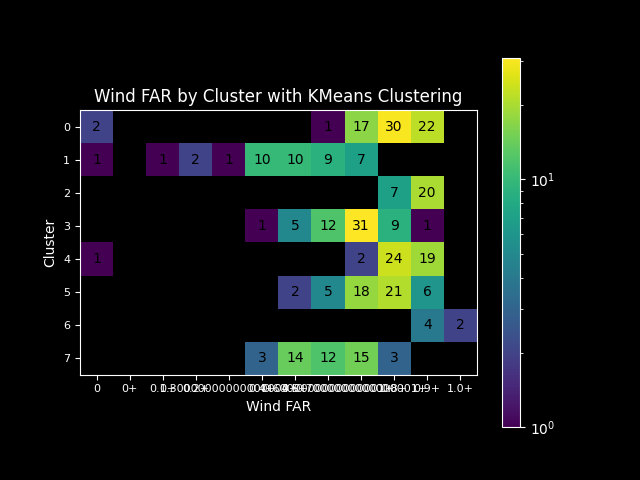 Wind FAR by Cluster with KMeans Clustering
0 2 1 17 30 22
1 1 1 2 1 10 10 9 7
2 7 20
3 1 5 12 31 9 1
4 1 2 24 19
5 2 5 18 21 6
6 4 2
7 3 14 12 15 3
Cluster
0 0+ 1.0+
Wind FAR
10^1
10^0